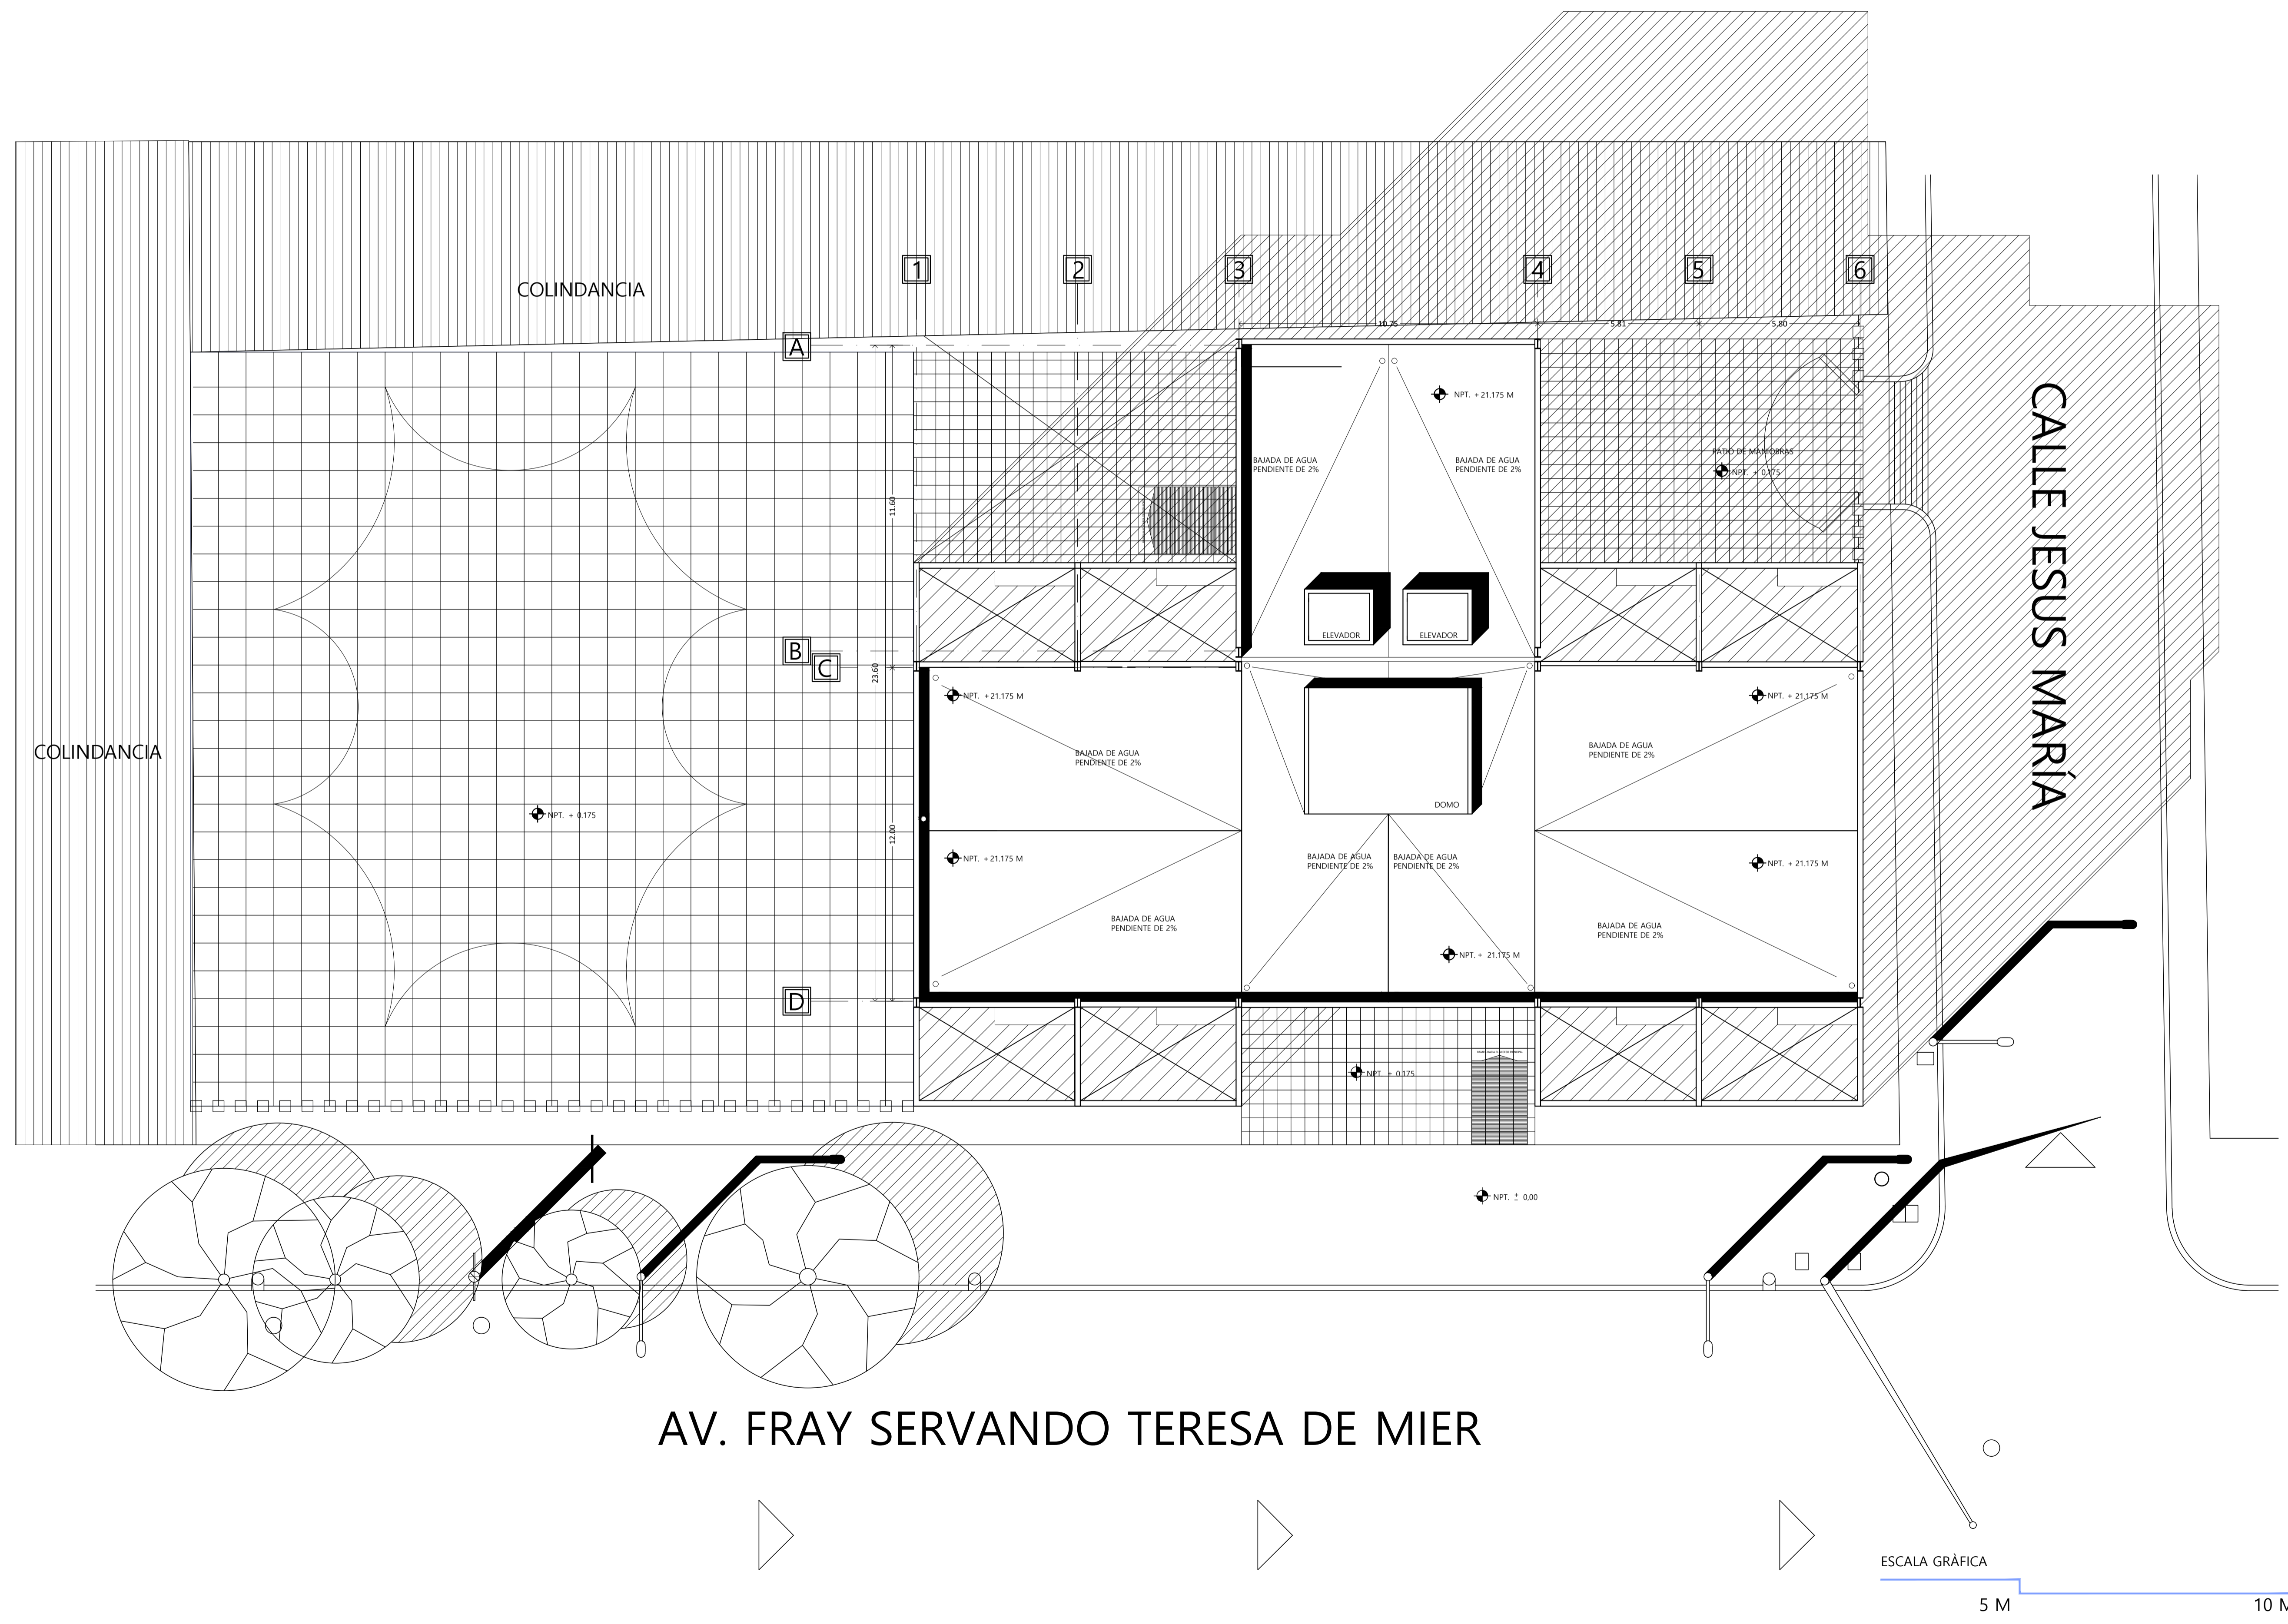 COLINDANCIA
1
2
3
4
5
6
A
10.75
5.81
5.80
NPT. + 21.175 M
BAJADA DE AGUA
PENDIENTE DE 2%
BAJADA DE AGUA
PENDIENTE DE 2%
PATIO DE MANIOBRAS
NPT. + 0.175
11.60
CALLE JESUS MARÍA
ELEVADOR
ELEVADOR
B
C
23.60
NPT. + 21.175 M
NPT. + 21.175 M
COLINDANCIA
BAJADA DE AGUA
PENDIENTE DE 2%
BAJADA DE AGUA
PENDIENTE DE 2%
DOMO
NPT. + 0.175
12.00
NPT. + 21.175 M
BAJADA DE AGUA
PENDIENTE DE 2%
BAJADA DE AGUA
PENDIENTE DE 2%
NPT. + 21.175 M
BAJADA DE AGUA
PENDIENTE DE 2%
BAJADA DE AGUA
PENDIENTE DE 2%
NPT. + 21.175 M
D
NPT. + 0.175
NPT. ± 0,00
AV. FRAY SERVANDO TERESA DE MIER
ESCALA GRÀFICA
5 M
10 M